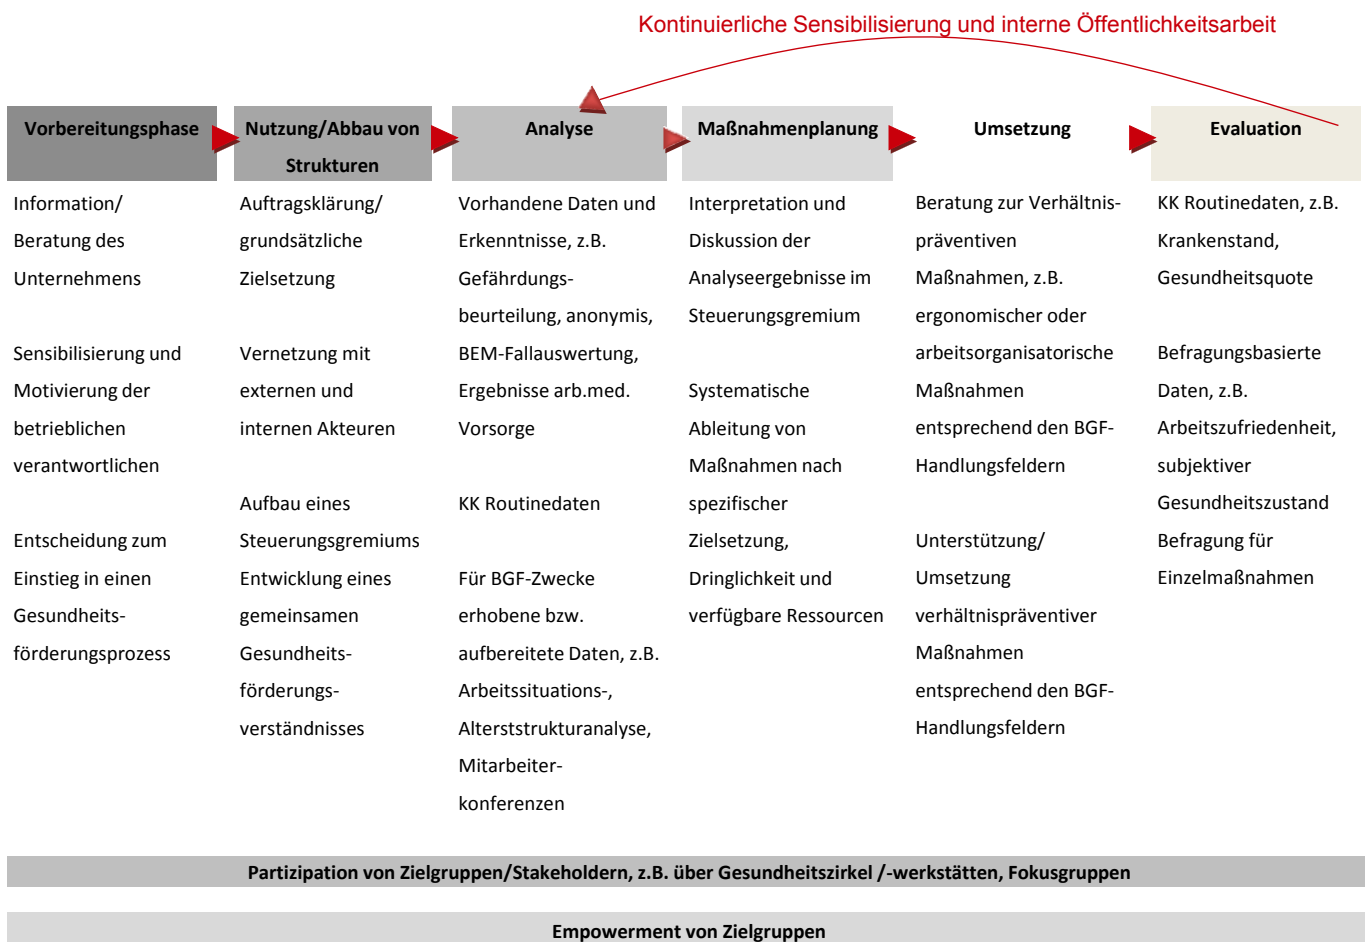 Kontinuierliche Sensibilisierung und interne Öffentlichkeitsarbeit
Vorbereitungsphase
Information/
Beratung des
Unternehmens
Sensibilisierung und
Motivierung der
betrieblichen
verantwortlichen
Entscheidung zum
Einstieg in einen
Gesundheits-
förderungsprozess
Nutzung/Abbau von
Strukturen
Auftragsklärung/
grundsätzliche
Zielsetzung
Vernetzung mit
externen und
internen Akteuren
Aufbau eines
Steuerungsgremiums
Entwicklung eines
gemeinsamen
Gesundheits-
förderungs-
verständnisses
Analyse
Vorhandene Daten und
Erkenntnisse, z.B.
Gefährdungs-
beurteilung, anonymis,
BEM-Fallauswertung,
Ergebnisse arb.med.
Vorsorge
KK Routinedaten
Für BGF-Zwecke
erhobene bzw.
aufbereitete Daten, z.B.
Arbeitssituations-,
Alterststrukturanalyse,
Mitarbeiter-
konferenzen
Maßnahmenplanung
Interpretation und
Diskussion der
Analyseergebnisse im
Steuerungsgremium
Systematische
Ableitung von
Maßnahmen nach
spezifischer
Zielsetzung,
Dringlichkeit und
verfügbare Ressourcen
Umsetzung
Beratung zur Verhältnis-
präventiven
Maßnahmen, z.B.
ergonomischer oder
arbeitsorganisatorische
Maßnahmen
entsprechend den BGF-
Handlungsfeldern
Unterstützung/
Umsetzung
verhältnispräventiver
Maßnahmen
entsprechend den BGF-
Handlungsfeldern
Evaluation
KK Routinedaten, z.B.
Krankenstand,
Gesundheitsquote
Befragungsbasierte
Daten, z.B.
Arbeitszufriedenheit,
subjektiver
Gesundheitszustand
Befragung für
Einzelmaßnahmen
Partizipation von Zielgruppen/Stakeholdern, z.B. über Gesundheitszirkel /-werkstätten, Fokusgruppen
Empowerment von Zielgruppen